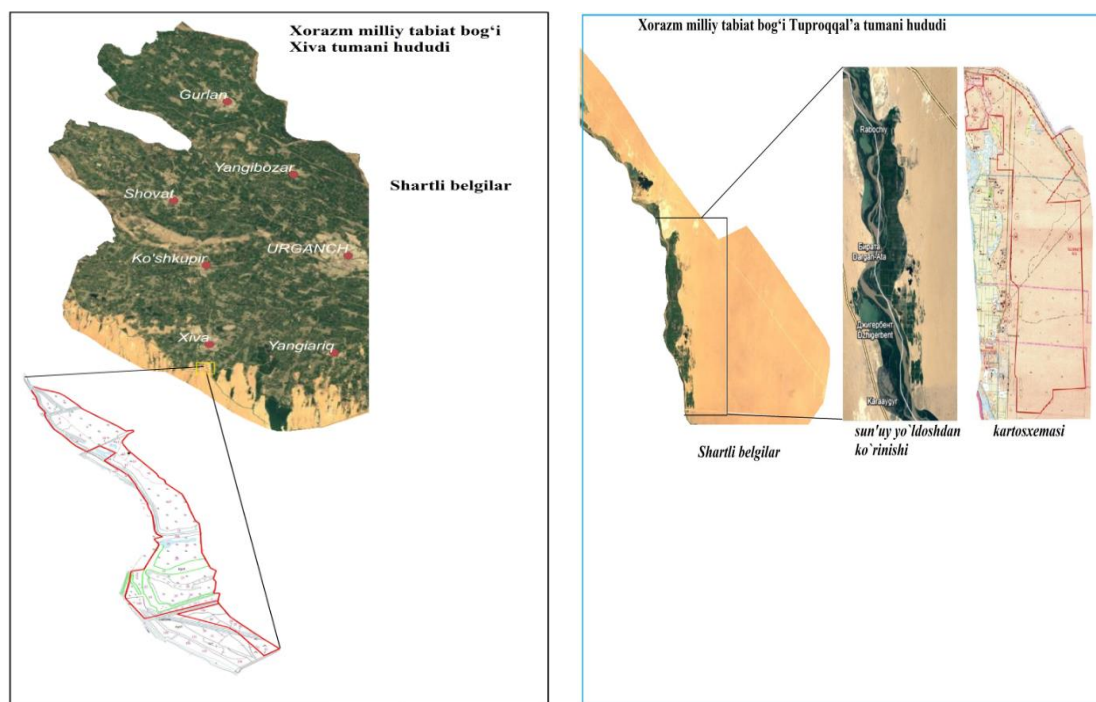 Xorazm milliy tabiat bog‘i
Xiva tumani hududi
Gurlan
Yangibozar
Shovat
Shartli belgilar
URGANCH
Ko'shkupir
Xiva
Yangiariq
Xorazm milliy tabiat bog‘i Tuproqqal’a tumani hududi
Rabochiy
Бирата
Dargan-Ata
Джигербент
Dzhigerbent
Karaaygyr
Shartli belgilar
sun'uy yo`ldoshdan
ko`rinishi
kartosxemasi